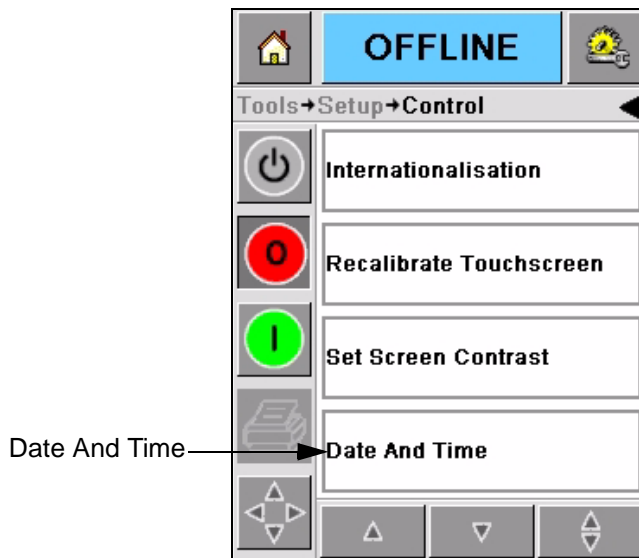 OFFLINE
Tools→Setup→Control
Internationalisation
O
Recalibrate Touchscreen
I
Set Screen Contrast
Date And Time
Date And Time